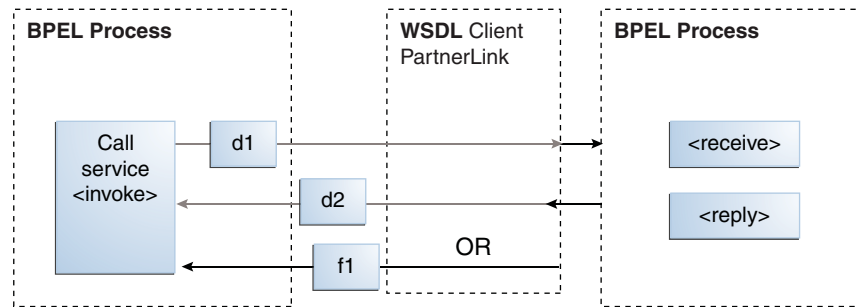 BPEL Process
WSDL Client
PartnerLink
BPEL Process
Call
service
<invoke>
d1
<receive>
d2
<reply>
OR
f1